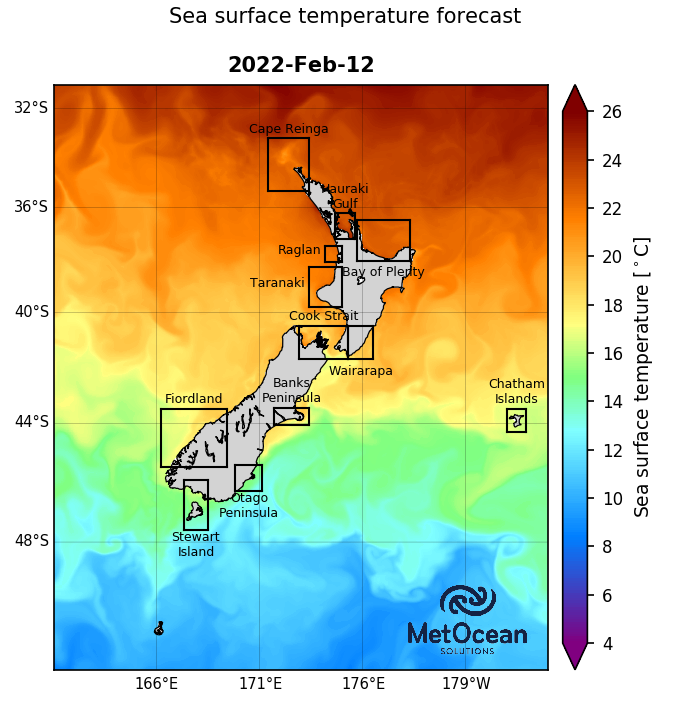 Sea surface temperature forecast
2022-Feb-12
32°S
36°S
40°S
44°S
48°S
Cape Reinga
Hauraki
Gulf
Raglan
Bay of Plenty
Taranaki
Cook Strait
Wairarapa
Banks
Peninsula
Fiordland
Chatham
Islands
Otago
Peninsula
Stewart
Island
MetOcean
SOLUTIONS
166°E
171°E
176°E
179°W
26
24
22
20
18
16
14
12
10
8
6
4
Sea surface temperature [°C]